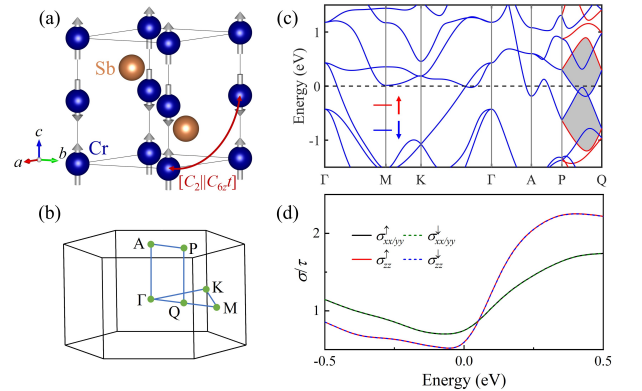 (a)
Sb
Cr
c
a
b
[C₂||C₆zt]
(b)
A
P
Γ
K
Q
M
(c)
Energy (eV)
1
0
-1
Γ
M
K
Γ
A
P
Q
(d)
σ↑xx/yy
σ↓xx/yy
σ↑zz
σ↓zz
σ/τ
2
1
-0.5
0.0
0.5
Energy (eV)